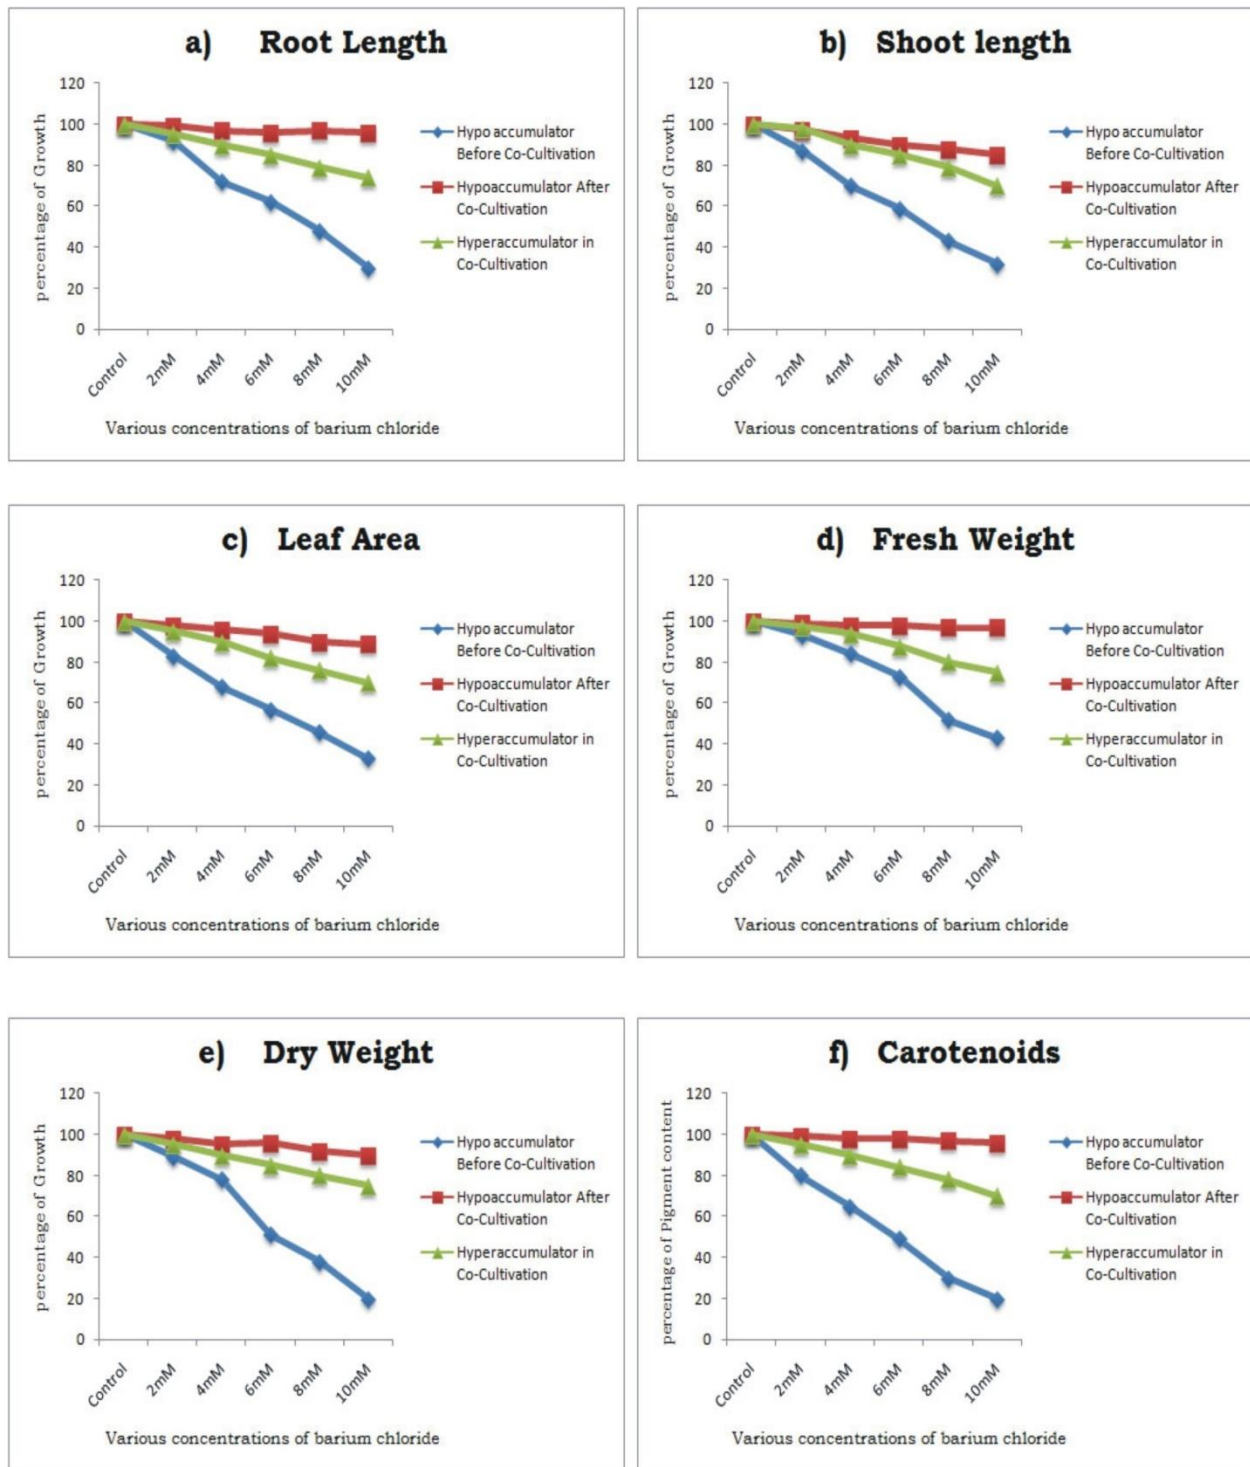 a) Root Length
120
100
80
60
40
20
0
percentage of Growth
Control
2mM
4mM
6mM
8mM
10mM
Various concentrations of barium chloride
Hypo accumulator
Before Co-Cultivation
Hypoaccumulator After
Co-Cultivation
Hyperaccumulator in
Co-Cultivation
b) Shoot length
120
100
80
60
40
20
0
percentage of Growth
Control
2mM
4mM
6mM
8mM
10mM
Various concentrations of barium chloride
Hypo accumulator
Before Co-Cultivation
Hypoaccumulator After
Co-Cultivation
Hyperaccumulator in
Co-Cultivation
c) Leaf Area
120
100
80
60
40
20
0
percentage of Growth
Control
2mM
4mM
6mM
8mM
10mM
Various concentrations of barium chloride
Hypo accumulator
Before Co-Cultivation
Hypoaccumulator After
Co-Cultivation
Hyperaccumulator in
Co-Cultivation
d) Fresh Weight
120
100
80
60
40
20
0
percentage of Growth
Control
2mM
4mM
6mM
8mM
10mM
Various concentrations of barium chloride
Hypo accumulator
Before Co-Cultivation
Hypoaccumulator After
Co-Cultivation
Hyperaccumulator in
Co-Cultivation
e) Dry Weight
120
100
80
60
40
20
0
percentage of Growth
Control
2mM
4mM
6mM
8mM
10mM
Various concentrations of barium chloride
Hypo accumulator
Before Co-Cultivation
Hypoaccumulator After
Co-Cultivation
Hyperaccumulator in
Co-Cultivation
f) Carotenoids
120
100
80
60
40
20
0
percentage of Pigment content
Control
2mM
4mM
6mM
8mM
10mM
Various concentrations of barium chloride
Hypo accumulator
Before Co-Cultivation
Hypoaccumulator After
Co-Cultivation
Hyperaccumulator in
Co-Cultivation